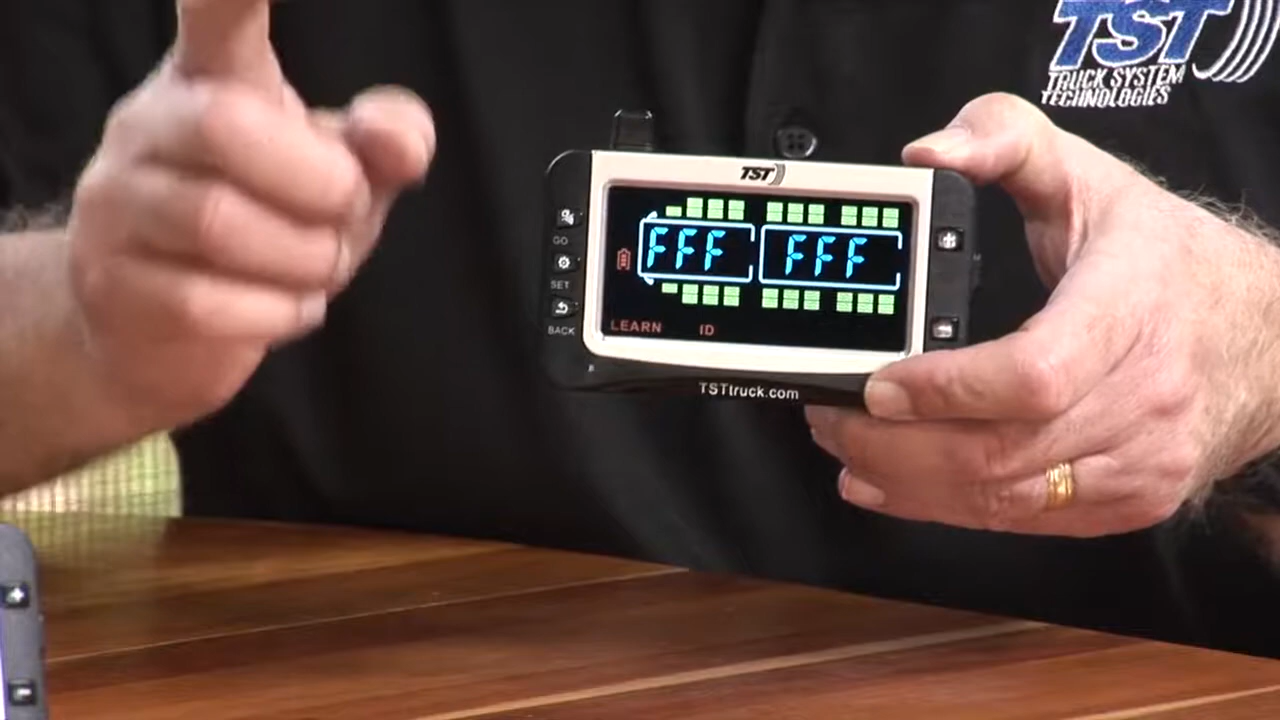 TST
TRUCK SYSTEM
TECHNOLOGIES
TST
GO
SET
BACK
FFF FFF
LEARN ID
TSTtruck.com